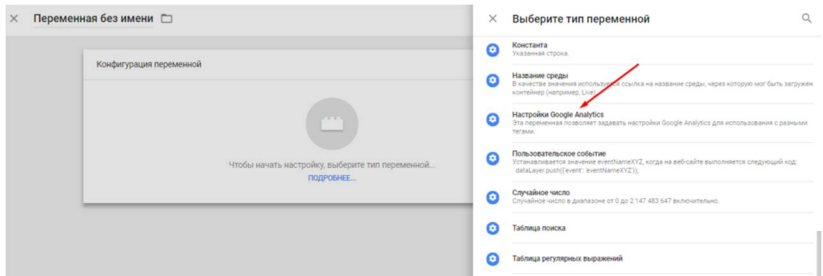 Переменная без имени
Конфигурация переменной
Чтобы начать настройку, выберите тип переменной...
ПОДРОБНЕЕ...
Выберите тип переменной
Константа
Указанная строка.
Название среды
В качестве значения используется ссылка на название среды, через которую мог быть загружен
контейнер (например, Live).
Настройки Google Analytics
Эта переменная позволяет задавать настройки Google Analytics для использования с разными
тегами.
Пользовательское событие
Устанавливается значение eventNameXYZ, когда на веб-сайте выполняется следующий код:
dataLayer.push({'event': 'eventNameXYZ'});
Случайное число
Случайное число в диапазоне от 0 до 2 147 483 647 включительно.
Таблица поиска
Таблица регулярных выражений